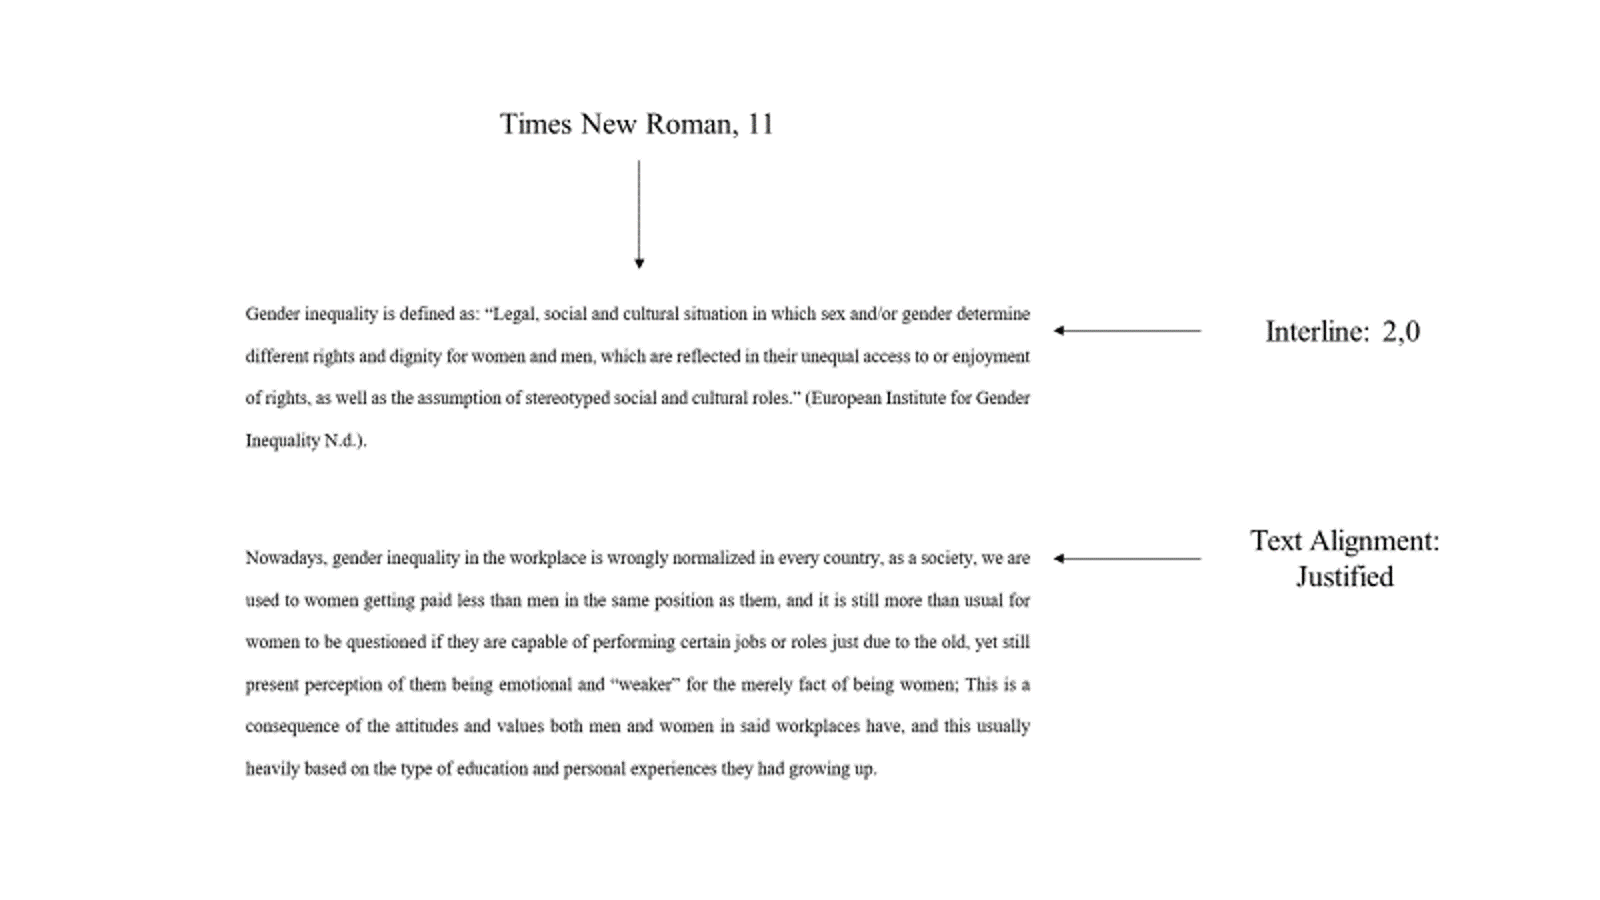 Times New Roman, 11
Gender inequality is defined as: “Legal, social and cultural situation in which sex and/or gender determine
different rights and dignity for women and men, which are reflected in their unequal access to or enjoyment
of rights, as well as the assumption of stereotyped social and cultural roles.” (European Institute for Gender
Inequality N.d.).
Interline: 2,0
Nowadays, gender inequality in the workplace is wrongly normalized in every country, as a society, we are
used to women getting paid less than men in the same position as them, and it is still more than usual for
women to be questioned if they are capable of performing certain jobs or roles just due to the old, yet still
present perception of them being emotional and “weaker” for the merely fact of being women; This is a
consequence of the attitudes and values both men and women in said workplaces have, and this usually
heavily based on the type of education and personal experiences they had growing up.
Text Alignment:
Justified